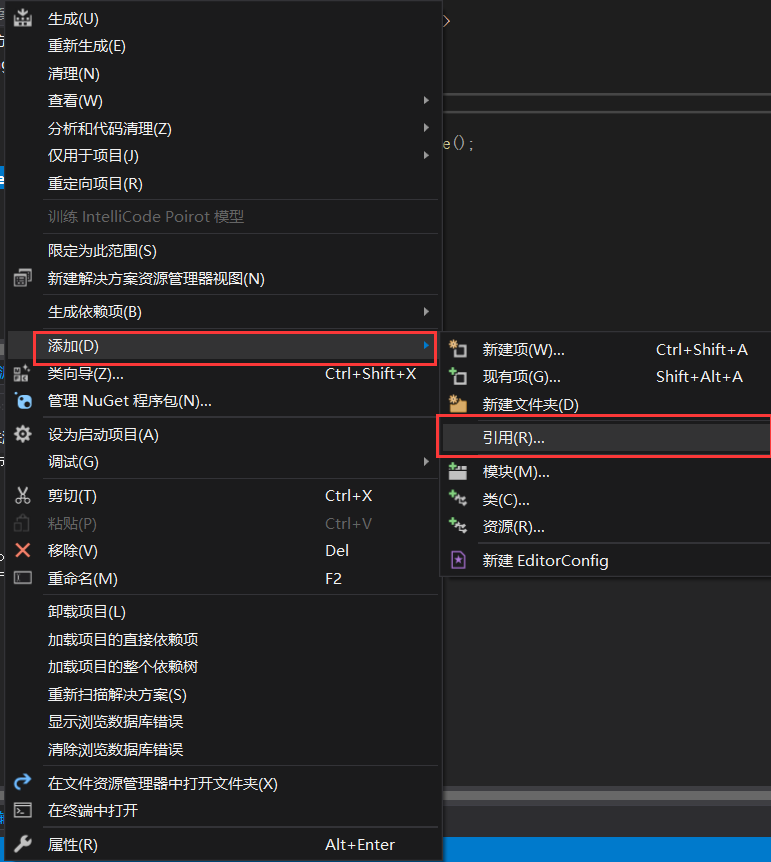 生成(U)
重新生成(E)
清理(N)
查看(W)
分析和代码清理(Z)
e();
仅用于项目(J)
重定向项目(R)
训练 IntelliCode Poirot 模型
限定为此范围(S)
新建解决方案资源管理器视图(N)
生成依赖项(B)
添加(D)
类向导(Z)... Ctrl+Shift+X
管理 NuGet 程序包(N)...
设为启动项目(A)
调试(G)
剪切(T) Ctrl+X
粘贴(P) Ctrl+V
移除(V) Del
重命名(M) F2
卸载项目(L)
加载项目的直接依赖项
加载项目的整个依赖树
重新扫描解决方案(S)
显示浏览数据库错误
清除浏览数据库错误
在文件资源管理器中打开文件夹(X)
在终端中打开
属性(R) Alt+Enter
新建项(W)... Ctrl+Shift+A
现有项(G)... Shift+Alt+A
新建文件夹(D)
引用(R)...
模块(M)...
类(C)...
资源(R)...
新建 EditorConfig